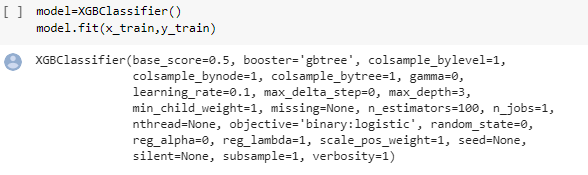 [ ] model=XGBClassifier()
model.fit(x_train,y_train)
XGBClassifier(base_score=0.5, booster='gbtree', colsample_bylevel=1,
colsample_bynode=1, colsample_bytree=1, gamma=0,
learning_rate=0.1, max_delta_step=0, max_depth=3,
min_child_weight=1, missing=None, n_estimators=100, n_jobs=1,
nthread=None, objective='binary:logistic', random_state=0,
reg_alpha=0, reg_lambda=1, scale_pos_weight=1, seed=None,
silent=None, subsample=1, verbosity=1)